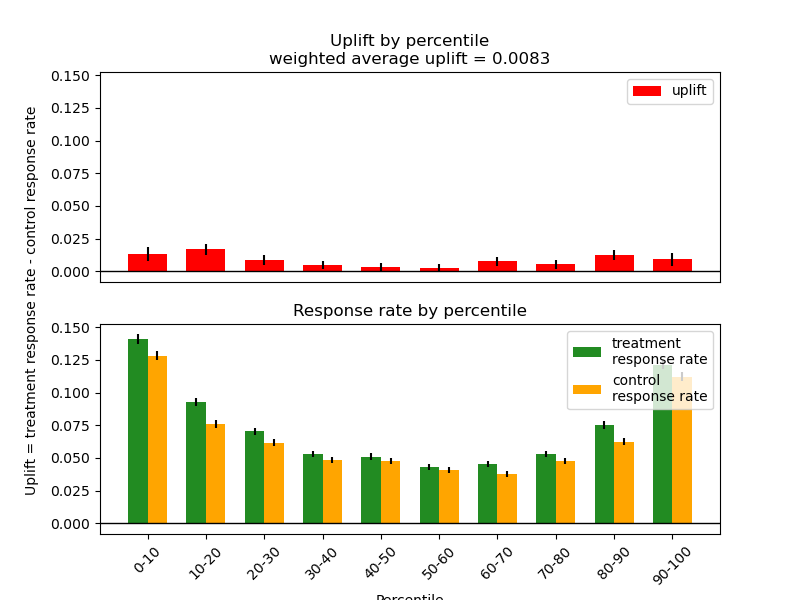 Uplift by percentile
weighted average uplift = 0.0083
uplift
0.150
0.125
0.100
0.075
0.050
0.025
0.000
Uplift = treatment response rate - control response rate
Response rate by percentile
treatment
response rate
control
response rate
0.150
0.125
0.100
0.075
0.050
0.025
0.000
0-10
10-20
20-30
30-40
40-50
50-60
60-70
70-80
80-90
90-100
Percentile